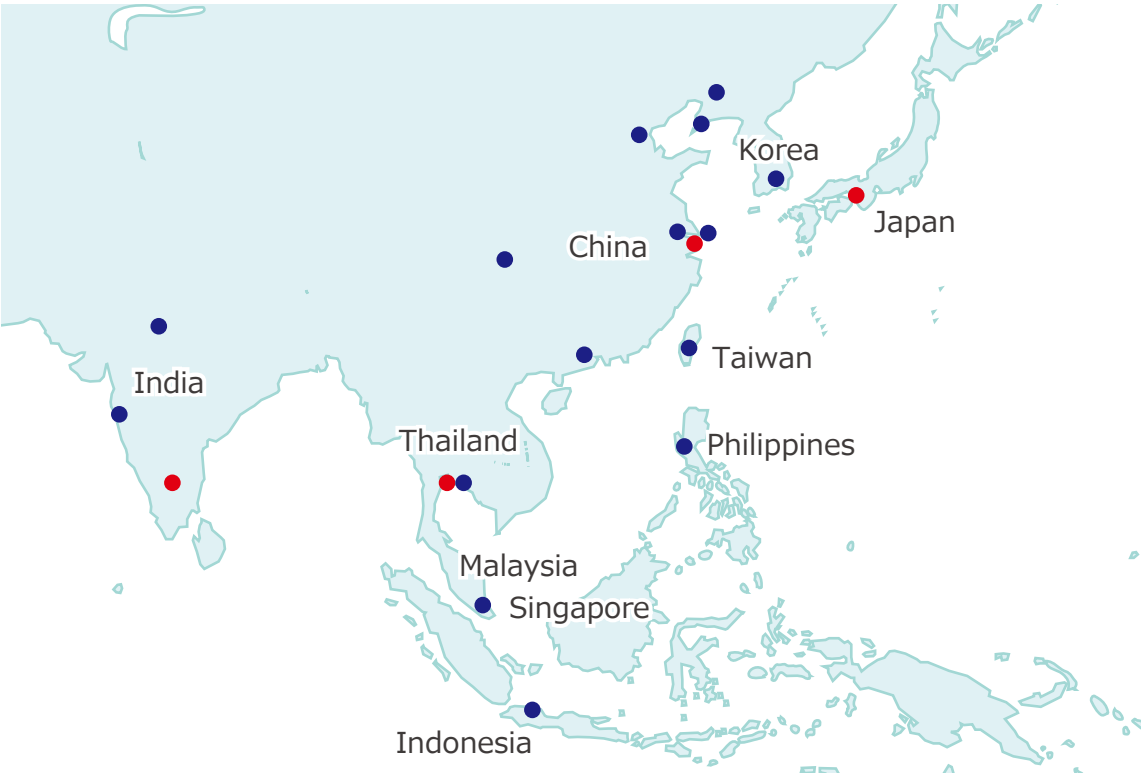 Korea
Japan
China
Taiwan
India
Thailand
Philippines
Malaysia
Singapore
Indonesia